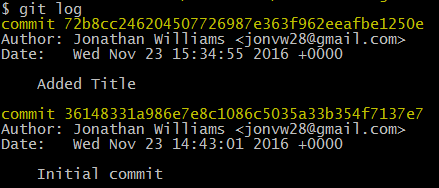 $ git log
commit 72b8cc246204507726987e363f962eeafbe1250e
Author: Jonathan Williams <jonvw28@gmail.com>
Date:   Wed Nov 23 15:34:55 2016 +0000
Added Title
commit 36148331a986e7e8c1086c5035a33b354f7137e7
Author: Jonathan Williams <jonvw28@gmail.com>
Date:   Wed Nov 23 14:43:01 2016 +0000
Initial commit